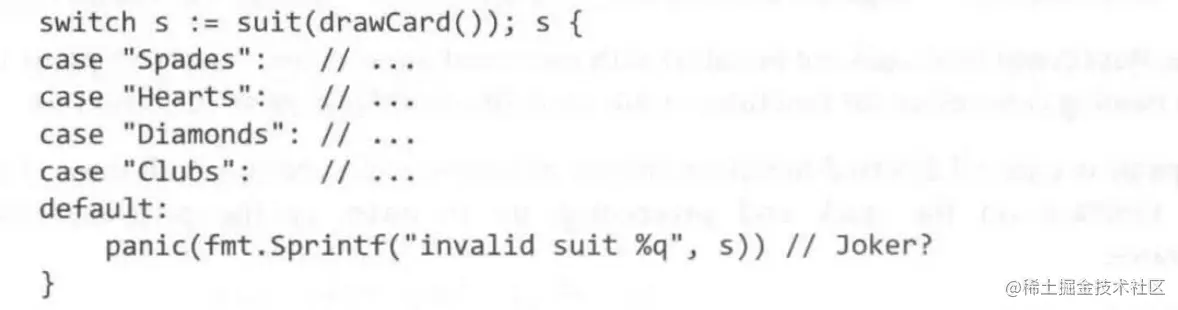 switch s := suit(drawCard()); s {
case "Spades":   // ...
case "Hearts":   // ...
case "Diamonds": // ...
case "Clubs":    // ...
default:
    panic(fmt.Sprintf("invalid suit %q", s)) // Joker?
}
@稀土掘金技术社区